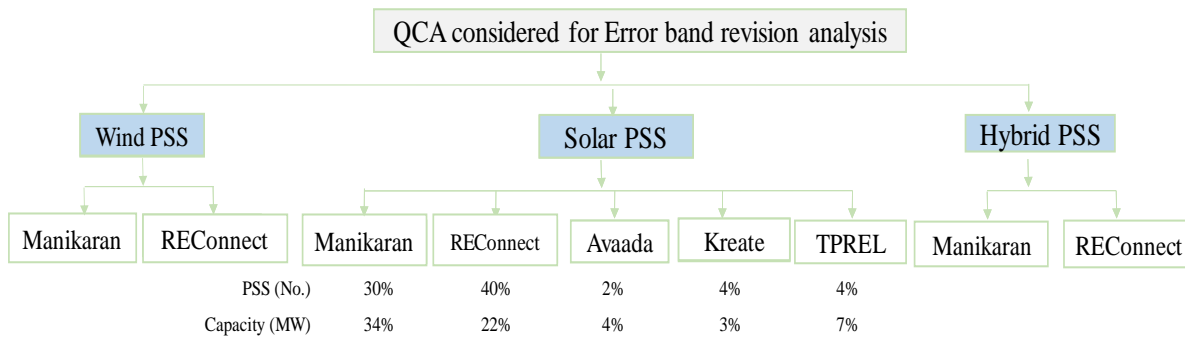 QCA considered for Error band revision analysis
Wind PSS
Solar PSS
Hybrid PSS
Manikaran
REConnect
Manikaran
REConnect
Avaada
Kreate
TPREL
Manikaran
REConnect
PSS (No.) 30% 40% 2% 4% 4%
Capacity (MW) 34% 22% 4% 3% 7%